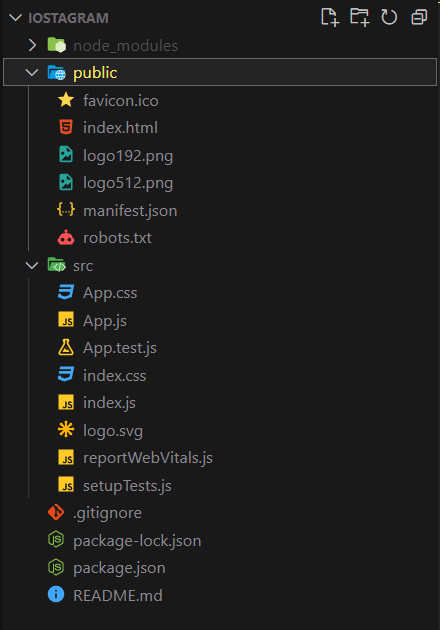 IOSTAGRAM
node_modules
public
favicon.ico
index.html
logo192.png
logo512.png
manifest.json
robots.txt
src
App.css
App.js
App.test.js
index.css
index.js
logo.svg
reportWebVitals.js
setupTests.js
.gitignore
package-lock.json
package.json
README.md